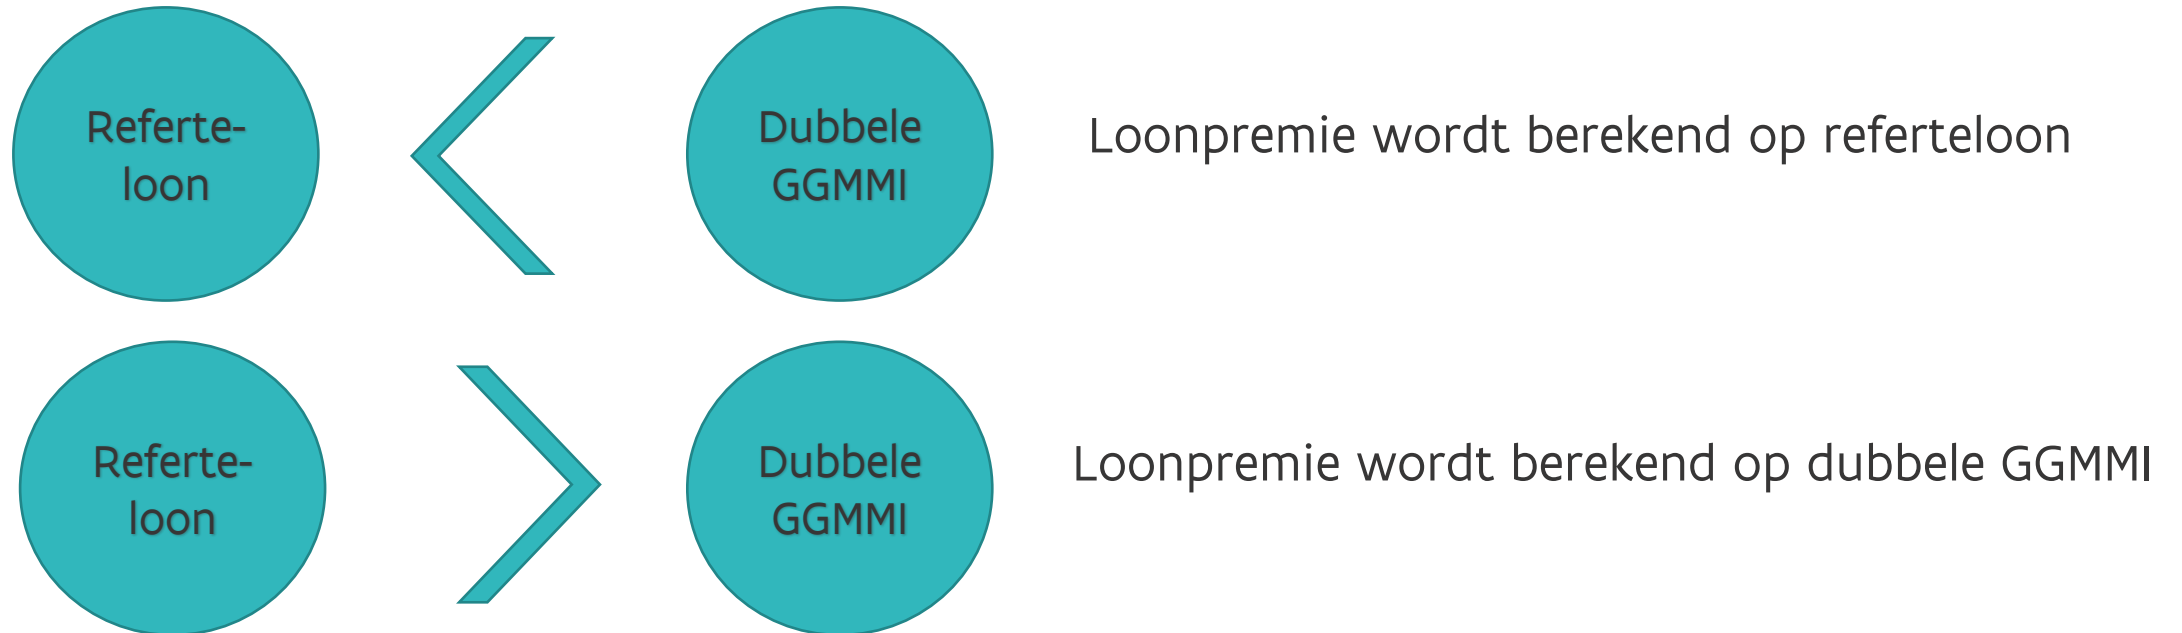 Referte-
loon
Dubbele
GGMMI
Loonpremie wordt berekend op referteloon
Referte-
loon
Dubbele
GGMMI
Loonpremie wordt berekend op dubbele GGMMI